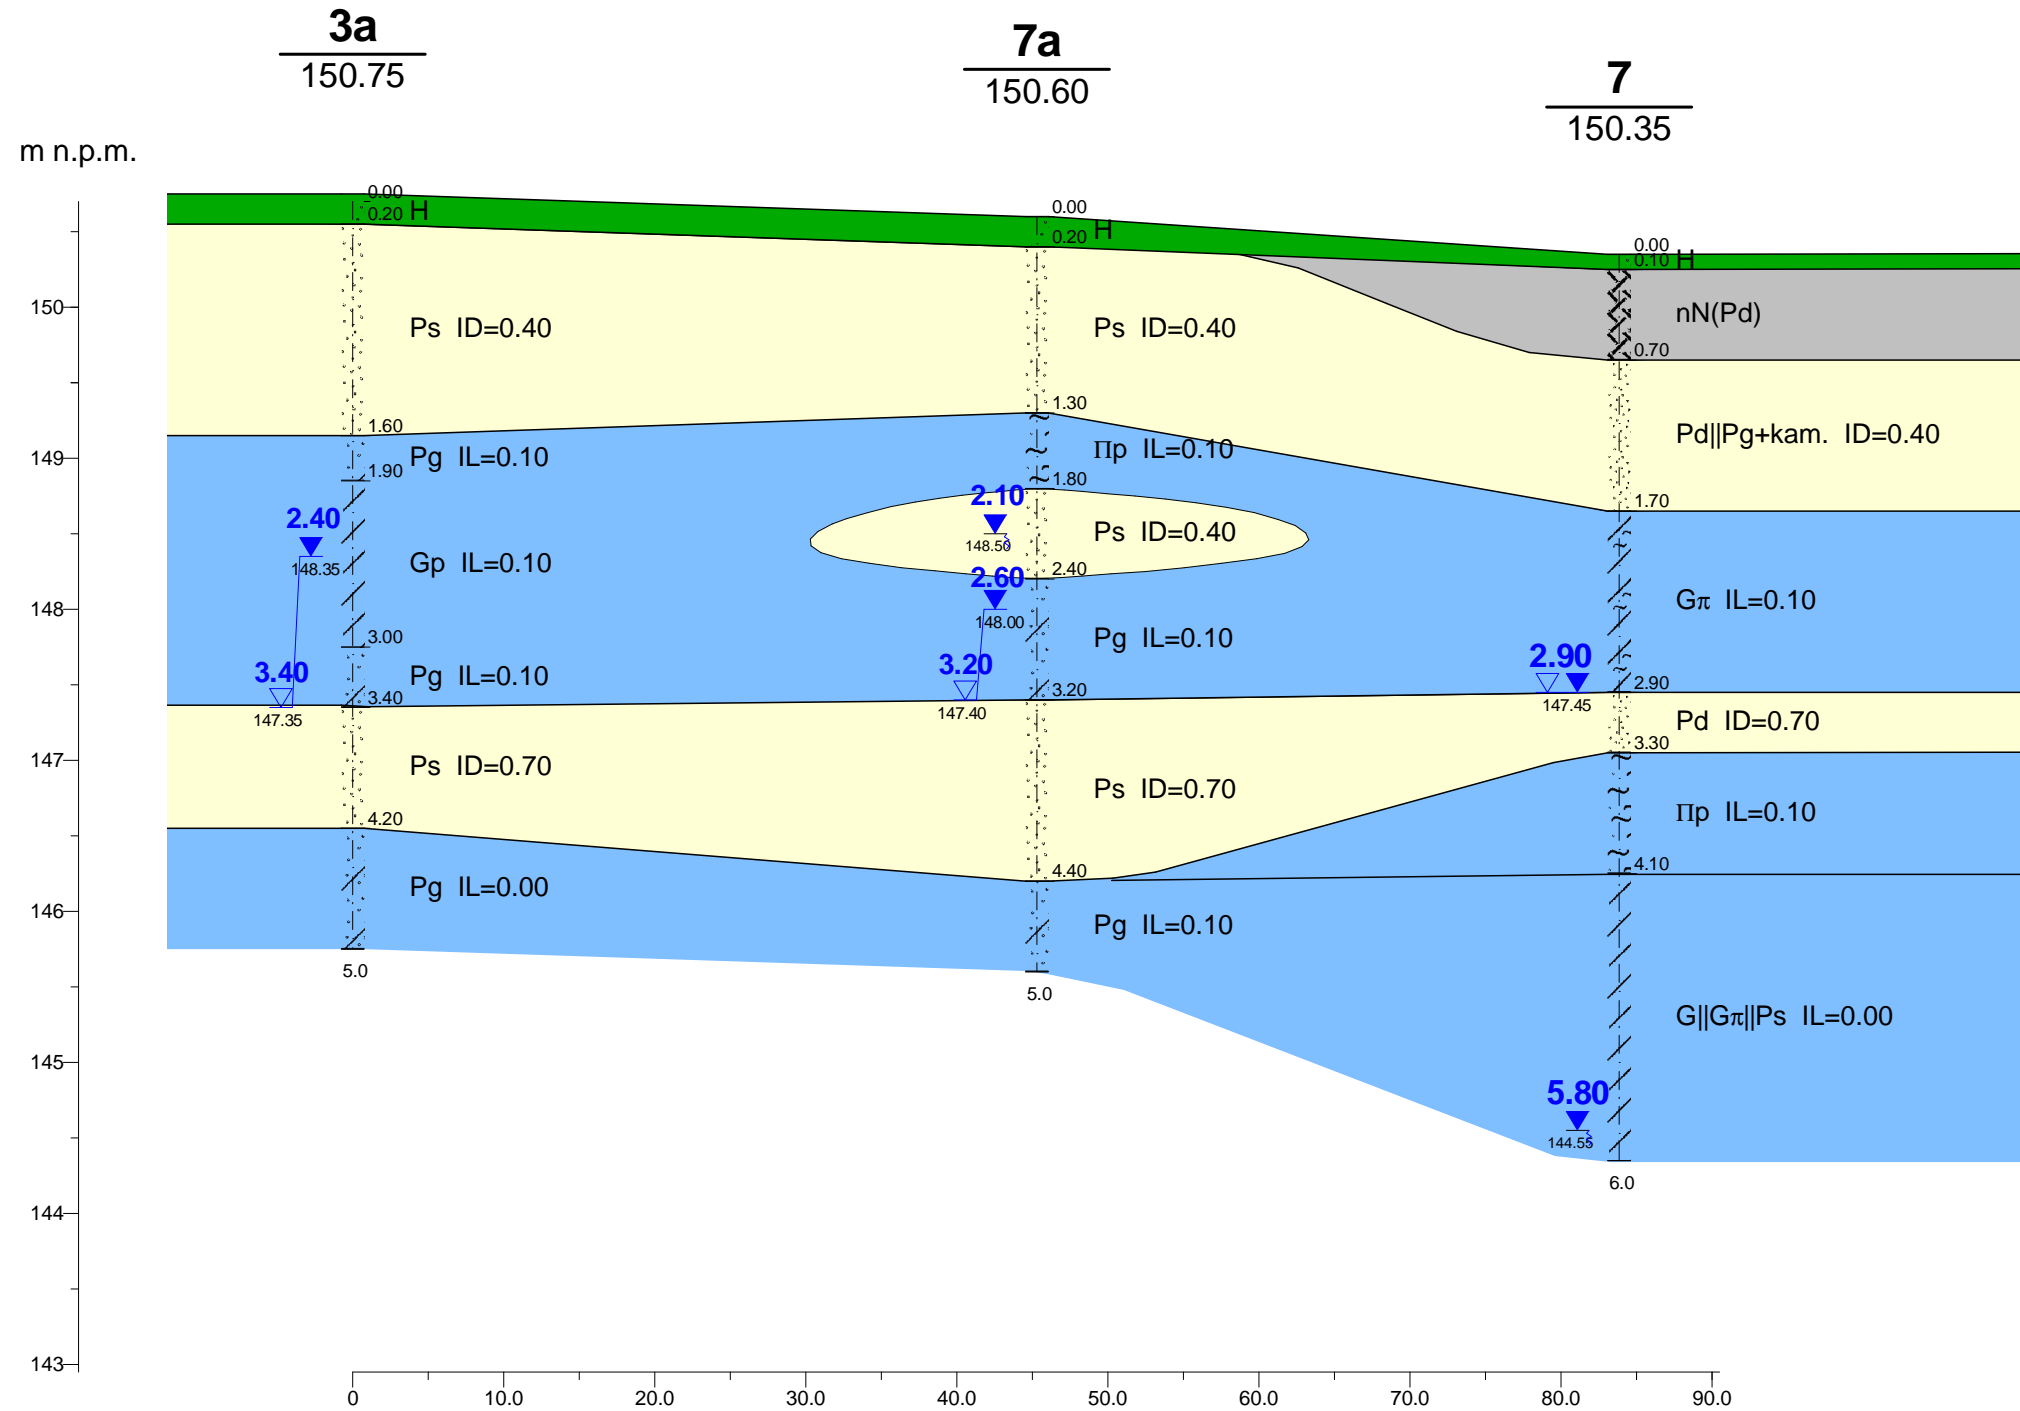 3a
150.75
7a
150.60
7
150.35
m n.p.m.
0.00
0.20 H
0.00
0.20 H
0.00
0.10 H
150
Ps ID=0.40
Ps ID=0.40
nN(Pd)
0.70
1.30
1.60
Pg IL=0.10
Πp IL=0.10
Pd||Pg+kam. ID=0.40
149
1.90
1.80
1.70
2.40
148.35
2.10
148.50
Gp IL=0.10
Ps ID=0.40
2.40
2.60
148.00
148
Gπ IL=0.10
3.00
Pg IL=0.10
Pg IL=0.10
3.40
147.35
3.40
3.20
147.40
3.20
2.90
147.45
2.90
Pd ID=0.70
3.30
147
Ps ID=0.70
Ps ID=0.70
Πp IL=0.10
4.20
4.40
4.10
Pg IL=0.00
146
Pg IL=0.10
5.0
5.0
G||Gπ||Ps IL=0.00
145
5.80
144.55
6.0
144
143
0 10.0 20.0 30.0 40.0 50.0 60.0 70.0 80.0 90.0